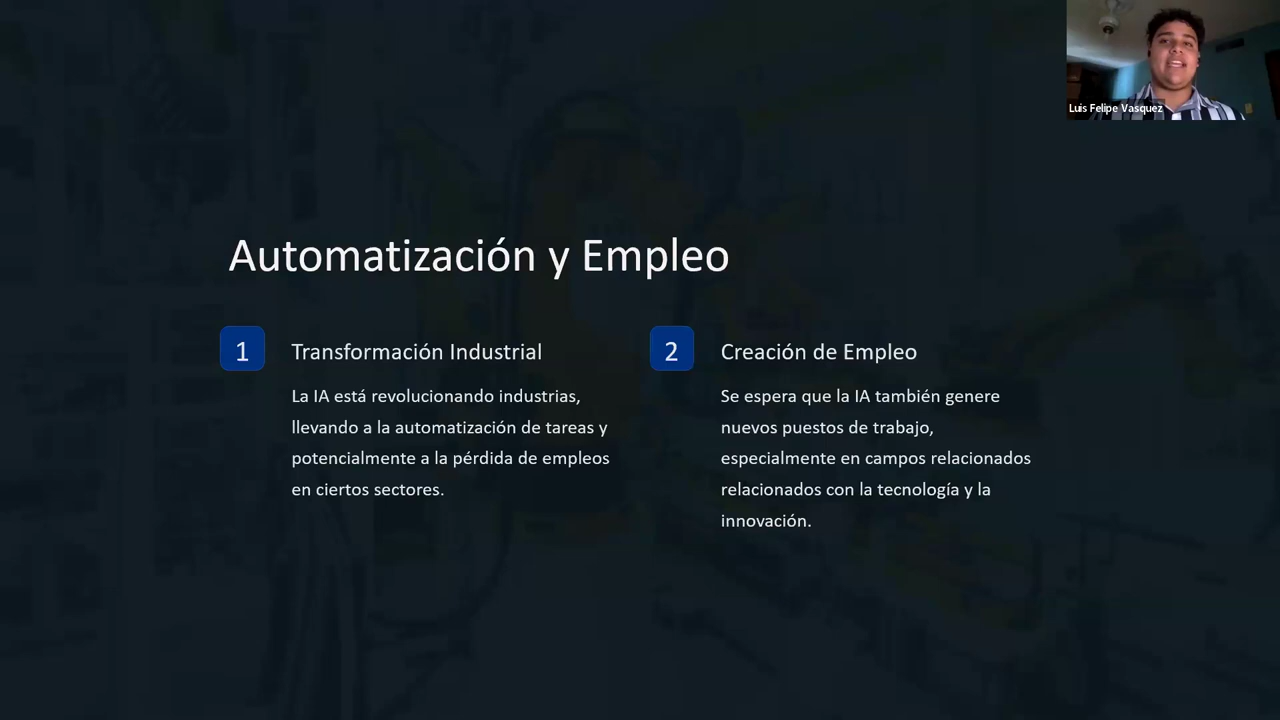 Luis Felipe Vasquez
Automatización y Empleo
1
Transformación Industrial
La IA está revolucionando industrias,
llevando a la automatización de tareas y
potencialmente a la pérdida de empleos
en ciertos sectores.
2
Creación de Empleo
Se espera que la IA también genere
nuevos puestos de trabajo,
especialmente en campos relacionados
relacionados con la tecnología y la
innovación.